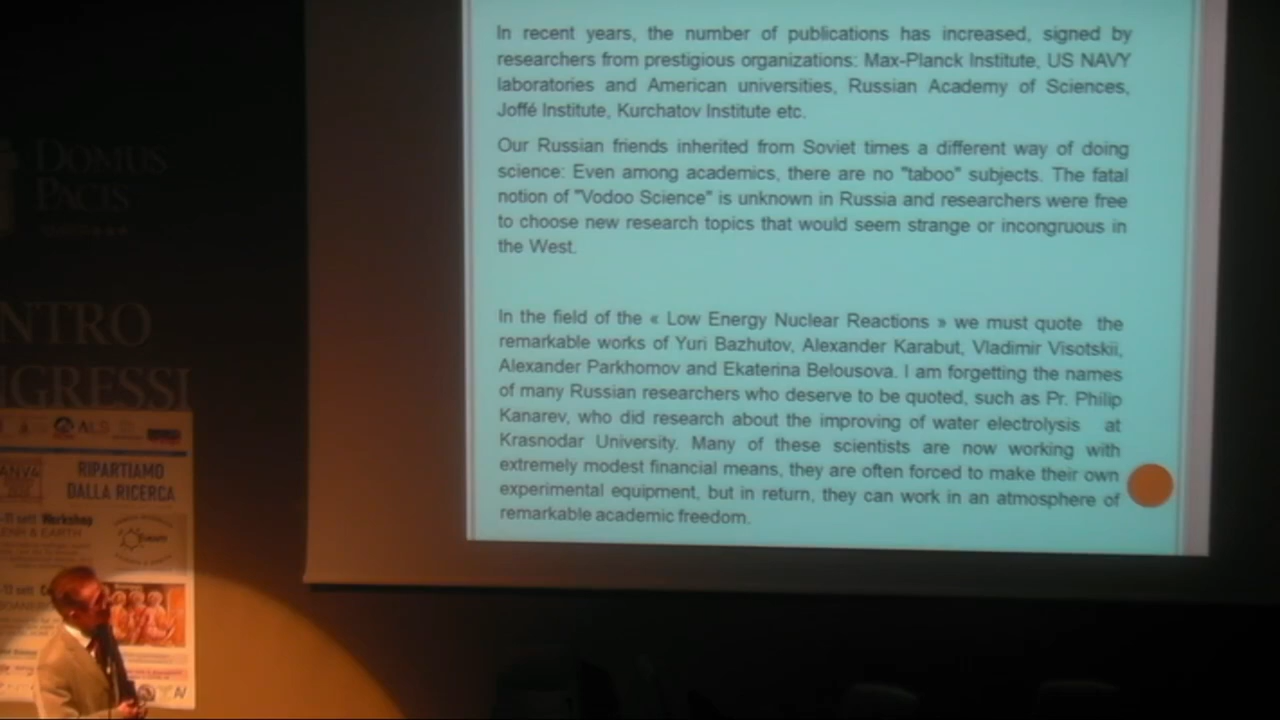 In recent years, the number of publications has increased, signed by
researchers from prestigious organizations: Max-Planck Institute, US NAVY
laboratories and American universities, Russian Academy of Sciences,
Joffé Institute, Kurchatov Institute etc.
Our Russian friends inherited from Soviet times a different way of doing
science: Even among academics, there are no "taboo" subjects. The fatal
notion of "Vodoo Science" is unknown in Russia and researchers were free
to choose new research topics that would seem strange or incongruous in
the West.
In the field of the « Low Energy Nuclear Reactions » we must quote the
remarkable works of Yuri Bazhutov, Alexander Karabut, Vladimir Visotskii,
Alexander Parkhomov and Ekaterina Belousova. I am forgetting the names
of many Russian researchers who deserve to be quoted, such as Pr. Philip
Kanarev, who did research about the improving of water electrolysis at
Krasnodar University. Many of these scientists are now working with
extremely modest financial means, they are often forced to make their own
experimental equipment, but in return, they can work in an atmosphere of
remarkable academic freedom.
DOMUS
PACIS
NTRO
NGRESSI
ALS
RIPARTIAMO
DALLA RICERCA
Workshop
& EARTH